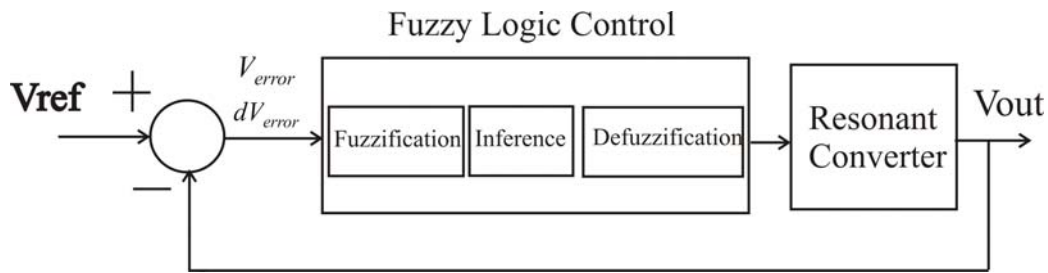 Fuzzy Logic Control
Vref
+
−
V_error
dV_error
Fuzzification
Inference
Defuzzification
Resonant
Converter
Vout